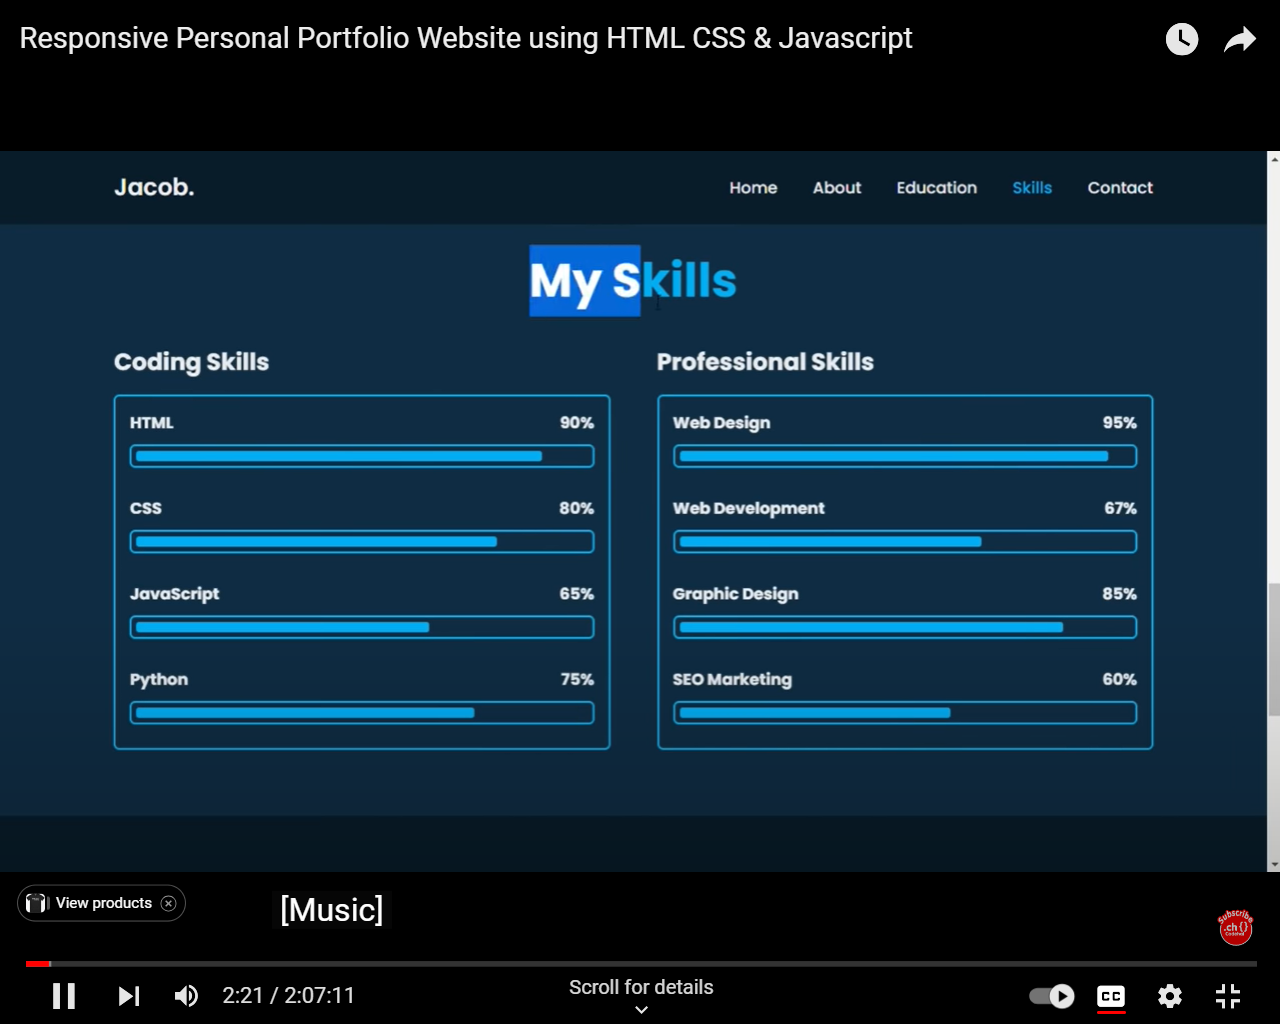 Responsive Personal Portfolio Website using HTML CSS & Javascript
Jacob.
Home About Education Skills Contact
My Skills
Coding Skills
HTML 90%
CSS 80%
JavaScript 65%
Python 75%
Professional Skills
Web Design 95%
Web Development 67%
Graphic Design 85%
SEO Marketing 60%
View products
[Music]
Subscribe
.ch {}
2:21 / 2:07:11
Scroll for details
CC